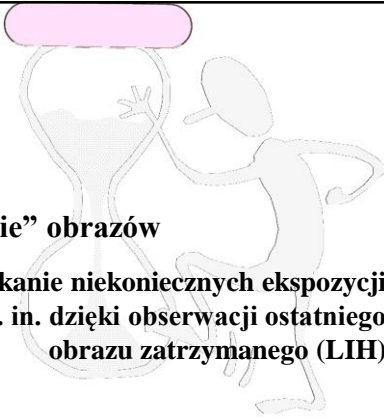 ie” obrazów
kanie niekoniecznych ekspozycji
. in. dzięki obserwacji ostatniego
obrazu zatrzymanego (LIH)